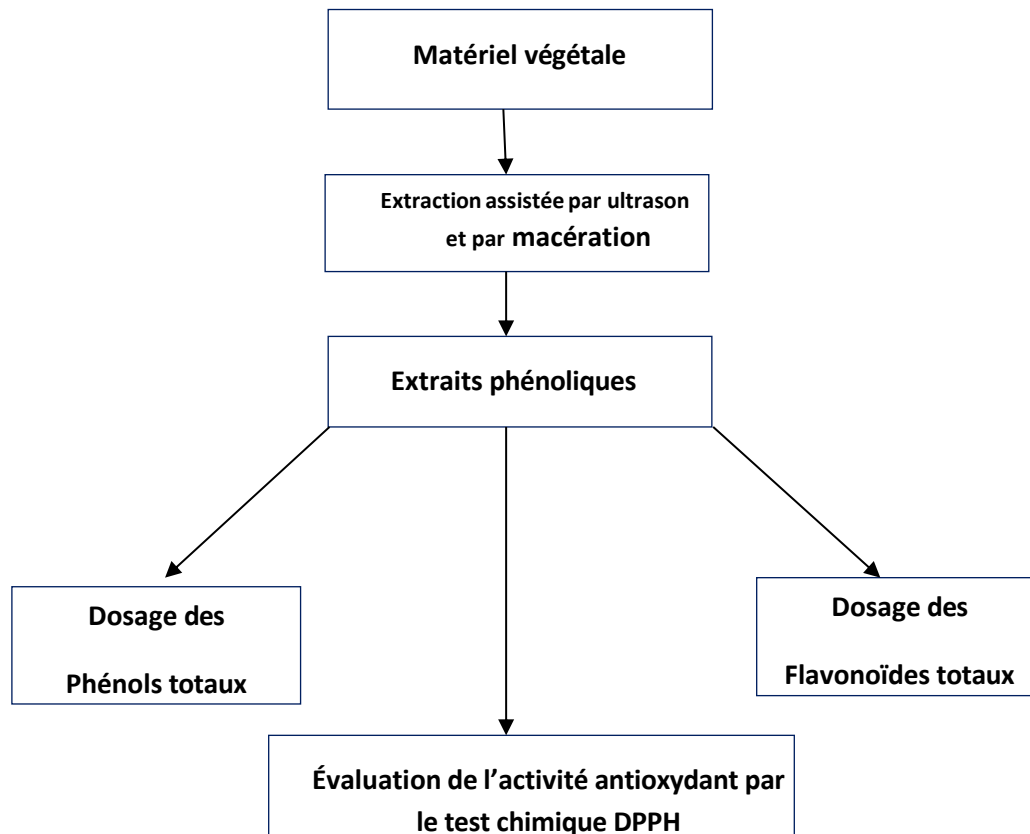 Matériel végétale
Extraction assistée par ultrason
et par macération
Extraits phénoliques
Dosage des
Phénols totaux
Dosage des
Flavonoïdes totaux
Évaluation de l’activité antioxydant par
le test chimique DPPH